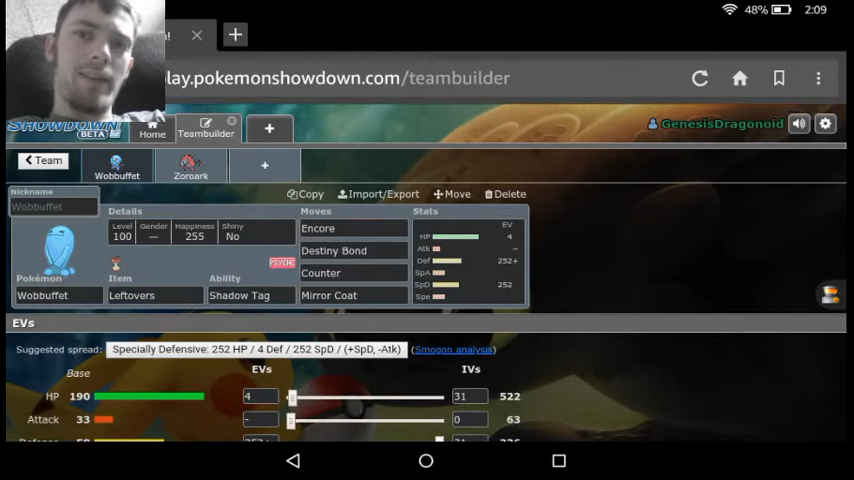 48% 2:09
play.pokemonshowdown.com/teambuilder
SHOWDOWN
BETA
Home
Teambuilder
GenesisDragonoid
Team
Wobbuffet
Zoroark
+
Nickname
Wobbuffet
Copy Import/Export Move Delete
Details
Level Gender Happiness Shiny
100 — 255 No
PSYCHC
Pokémon Item Ability
Wobbuffet Leftovers Shadow Tag
Moves
Encore
Destiny Bond
Counter
Mirror Coat
Stats
EV
HP 4
Atk –
Def 252+
SpA
SpD 252
Spe
EVs
Suggested spread: Specially Defensive: 252 HP / 4 Def / 252 SpD / (+SpD, -Atk) (Smogon analysis)
Base EVs IVs
HP 190 4 31 522
Attack 33 - 0 63